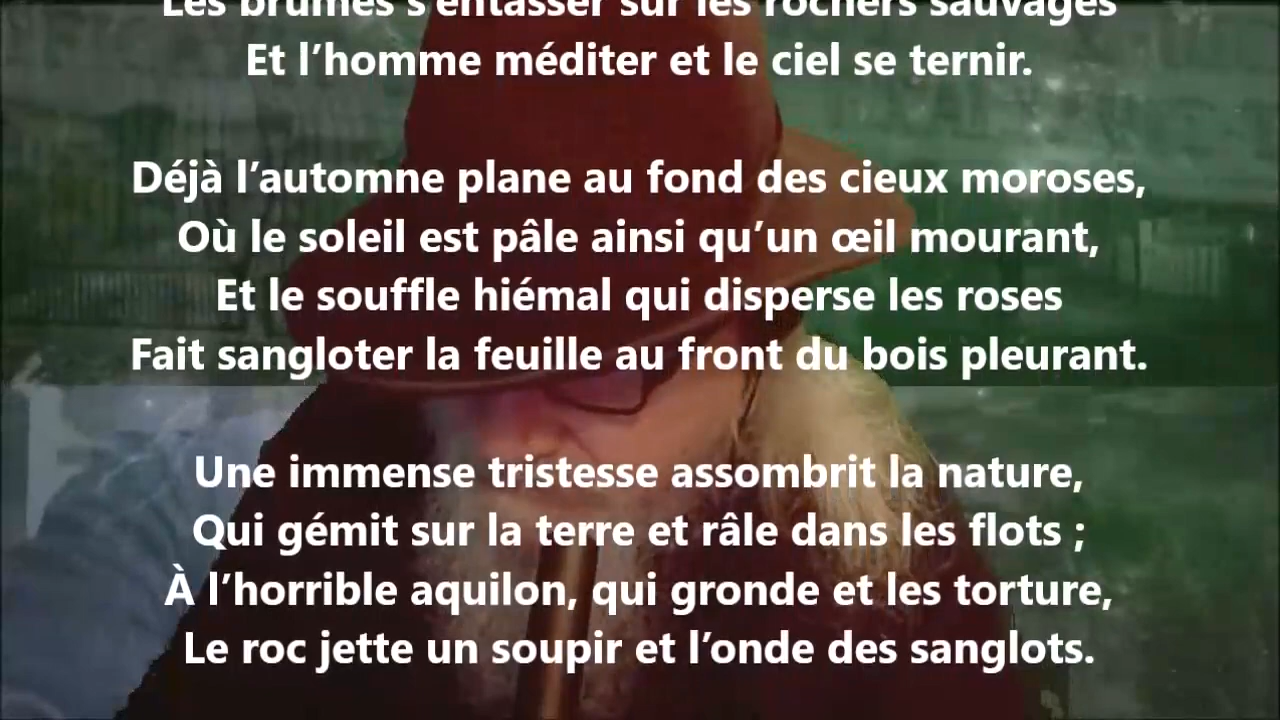 Les brumes s'entasser sur les rochers sauvages
Et l’homme méditer et le ciel se ternir.
Déjà l’automne plane au fond des cieux moroses,
Où le soleil est pâle ainsi qu’un œil mourant,
Et le souffle hiémal qui disperse les roses
Fait sangloter la feuille au front du bois pleurant.
Une immense tristesse assombrit la nature,
Qui gémit sur la terre et râle dans les flots ;
À l’horrible aquilon, qui gronde et les torture,
Le roc jette un soupir et l’onde des sanglots.